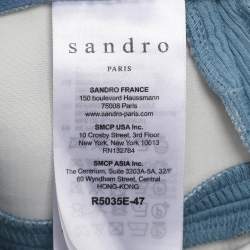 sandro
PARIS
SANDRO FRANCE
150 boulevard Haussmann
75008 Paris
www.sandro-paris.com
SMCP USA Inc.
10 Crosby Street, 3rd Floor
New York, New York 10013
RN132784
SMCP ASIA Inc.
The Centrium, Suite 3203A-5A, 32/F
60 Wyndham Street, Central
HONG-KONG
R5035E-47